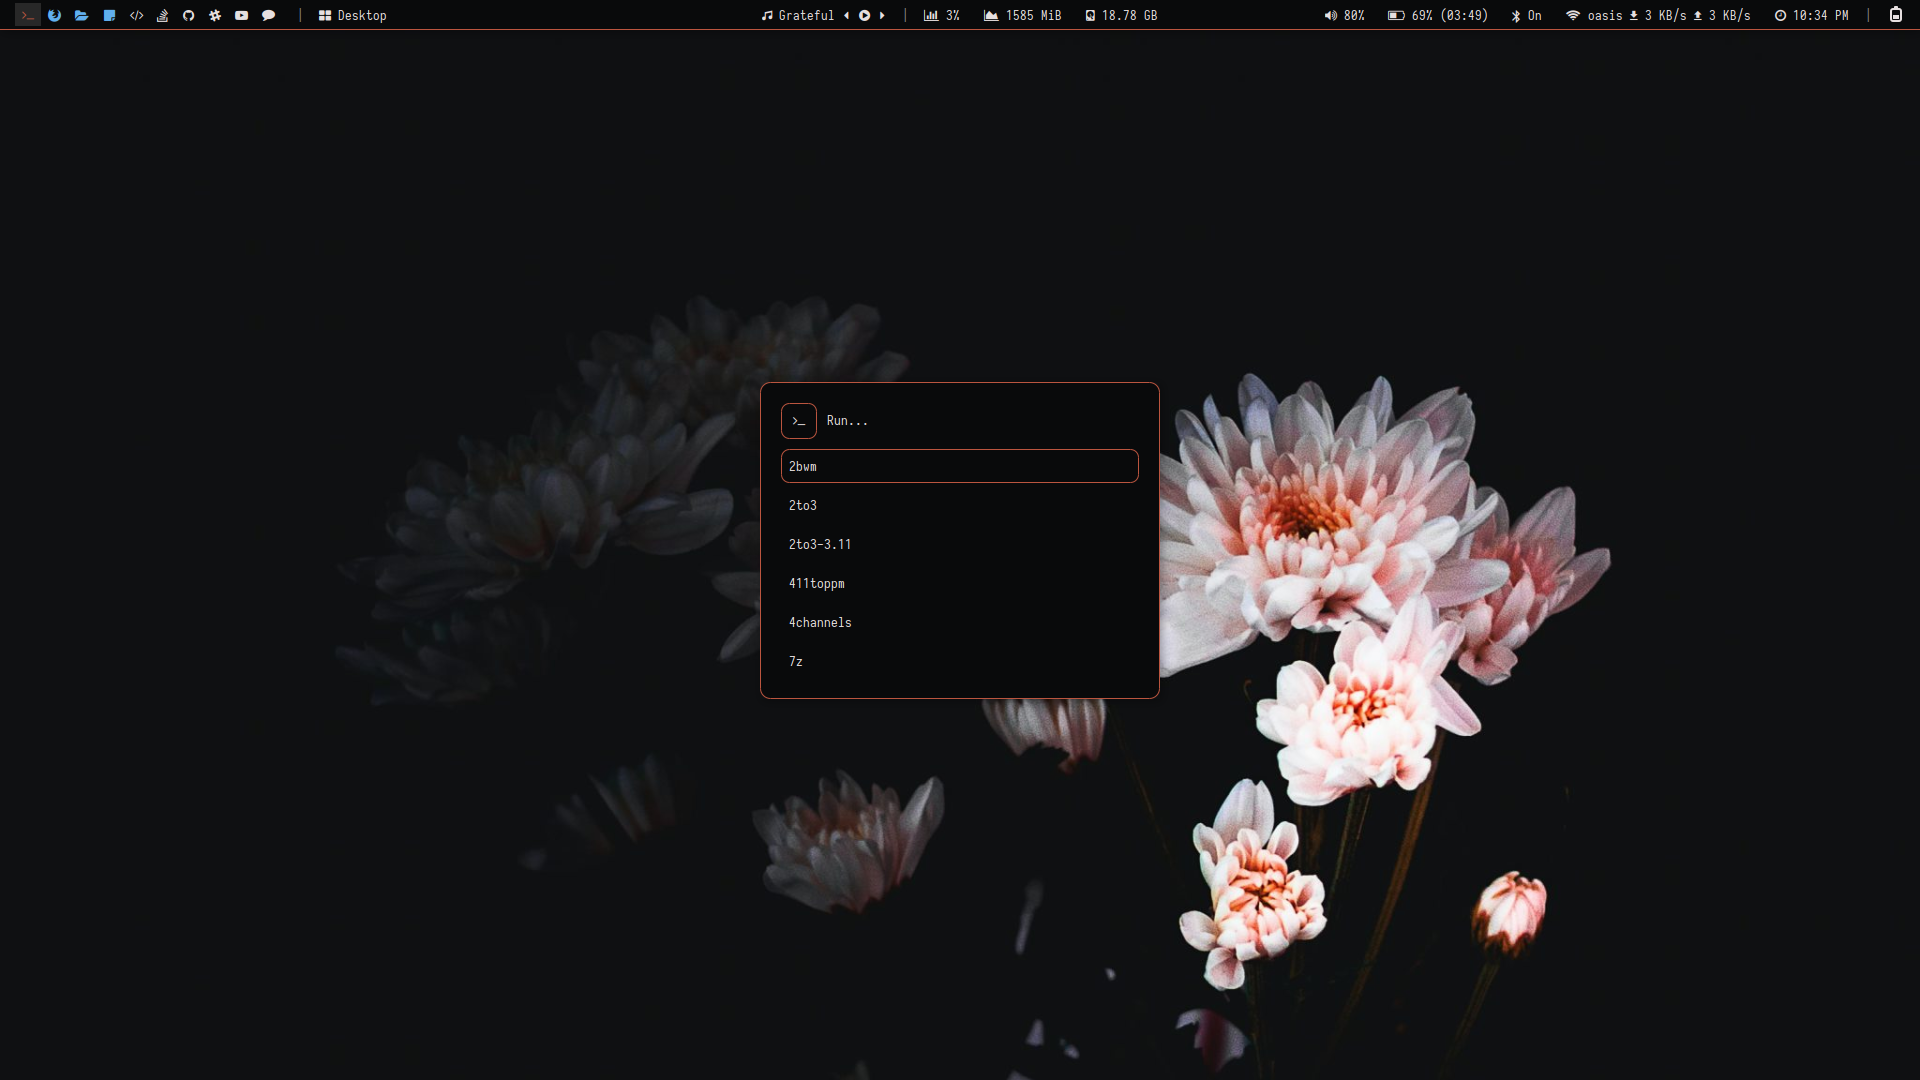 Desktop
Grateful
3%
1585 MiB
18.78 GB
80%
69% (03:49)
On
oasis 3 KB/s 3 KB/s
10:34 PM
>_ Run...
2bwm
2to3
2to3-3.11
411toppm
4channels
7z